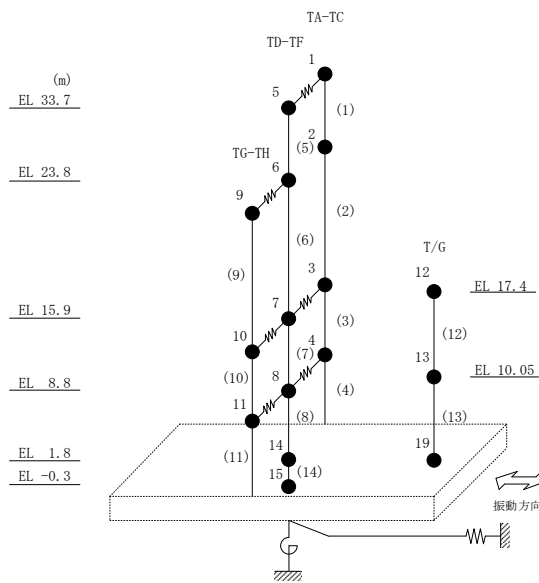 TA-TC
TD-TF
(m)
1
EL 33.7
5
(1)
2
TG-TH
(5)
EL 23.8
6
9
(2)
T/G
(6)
(9)
3
12
EL 17.4
EL 15.9
7
(3)
(12)
10
4
13
(7)
(10)
8
EL 10.05
EL 8.8
(4)
11
(8)
(13)
(11)
14
19
EL 1.8
15
(14)
EL -0.3
振動方向